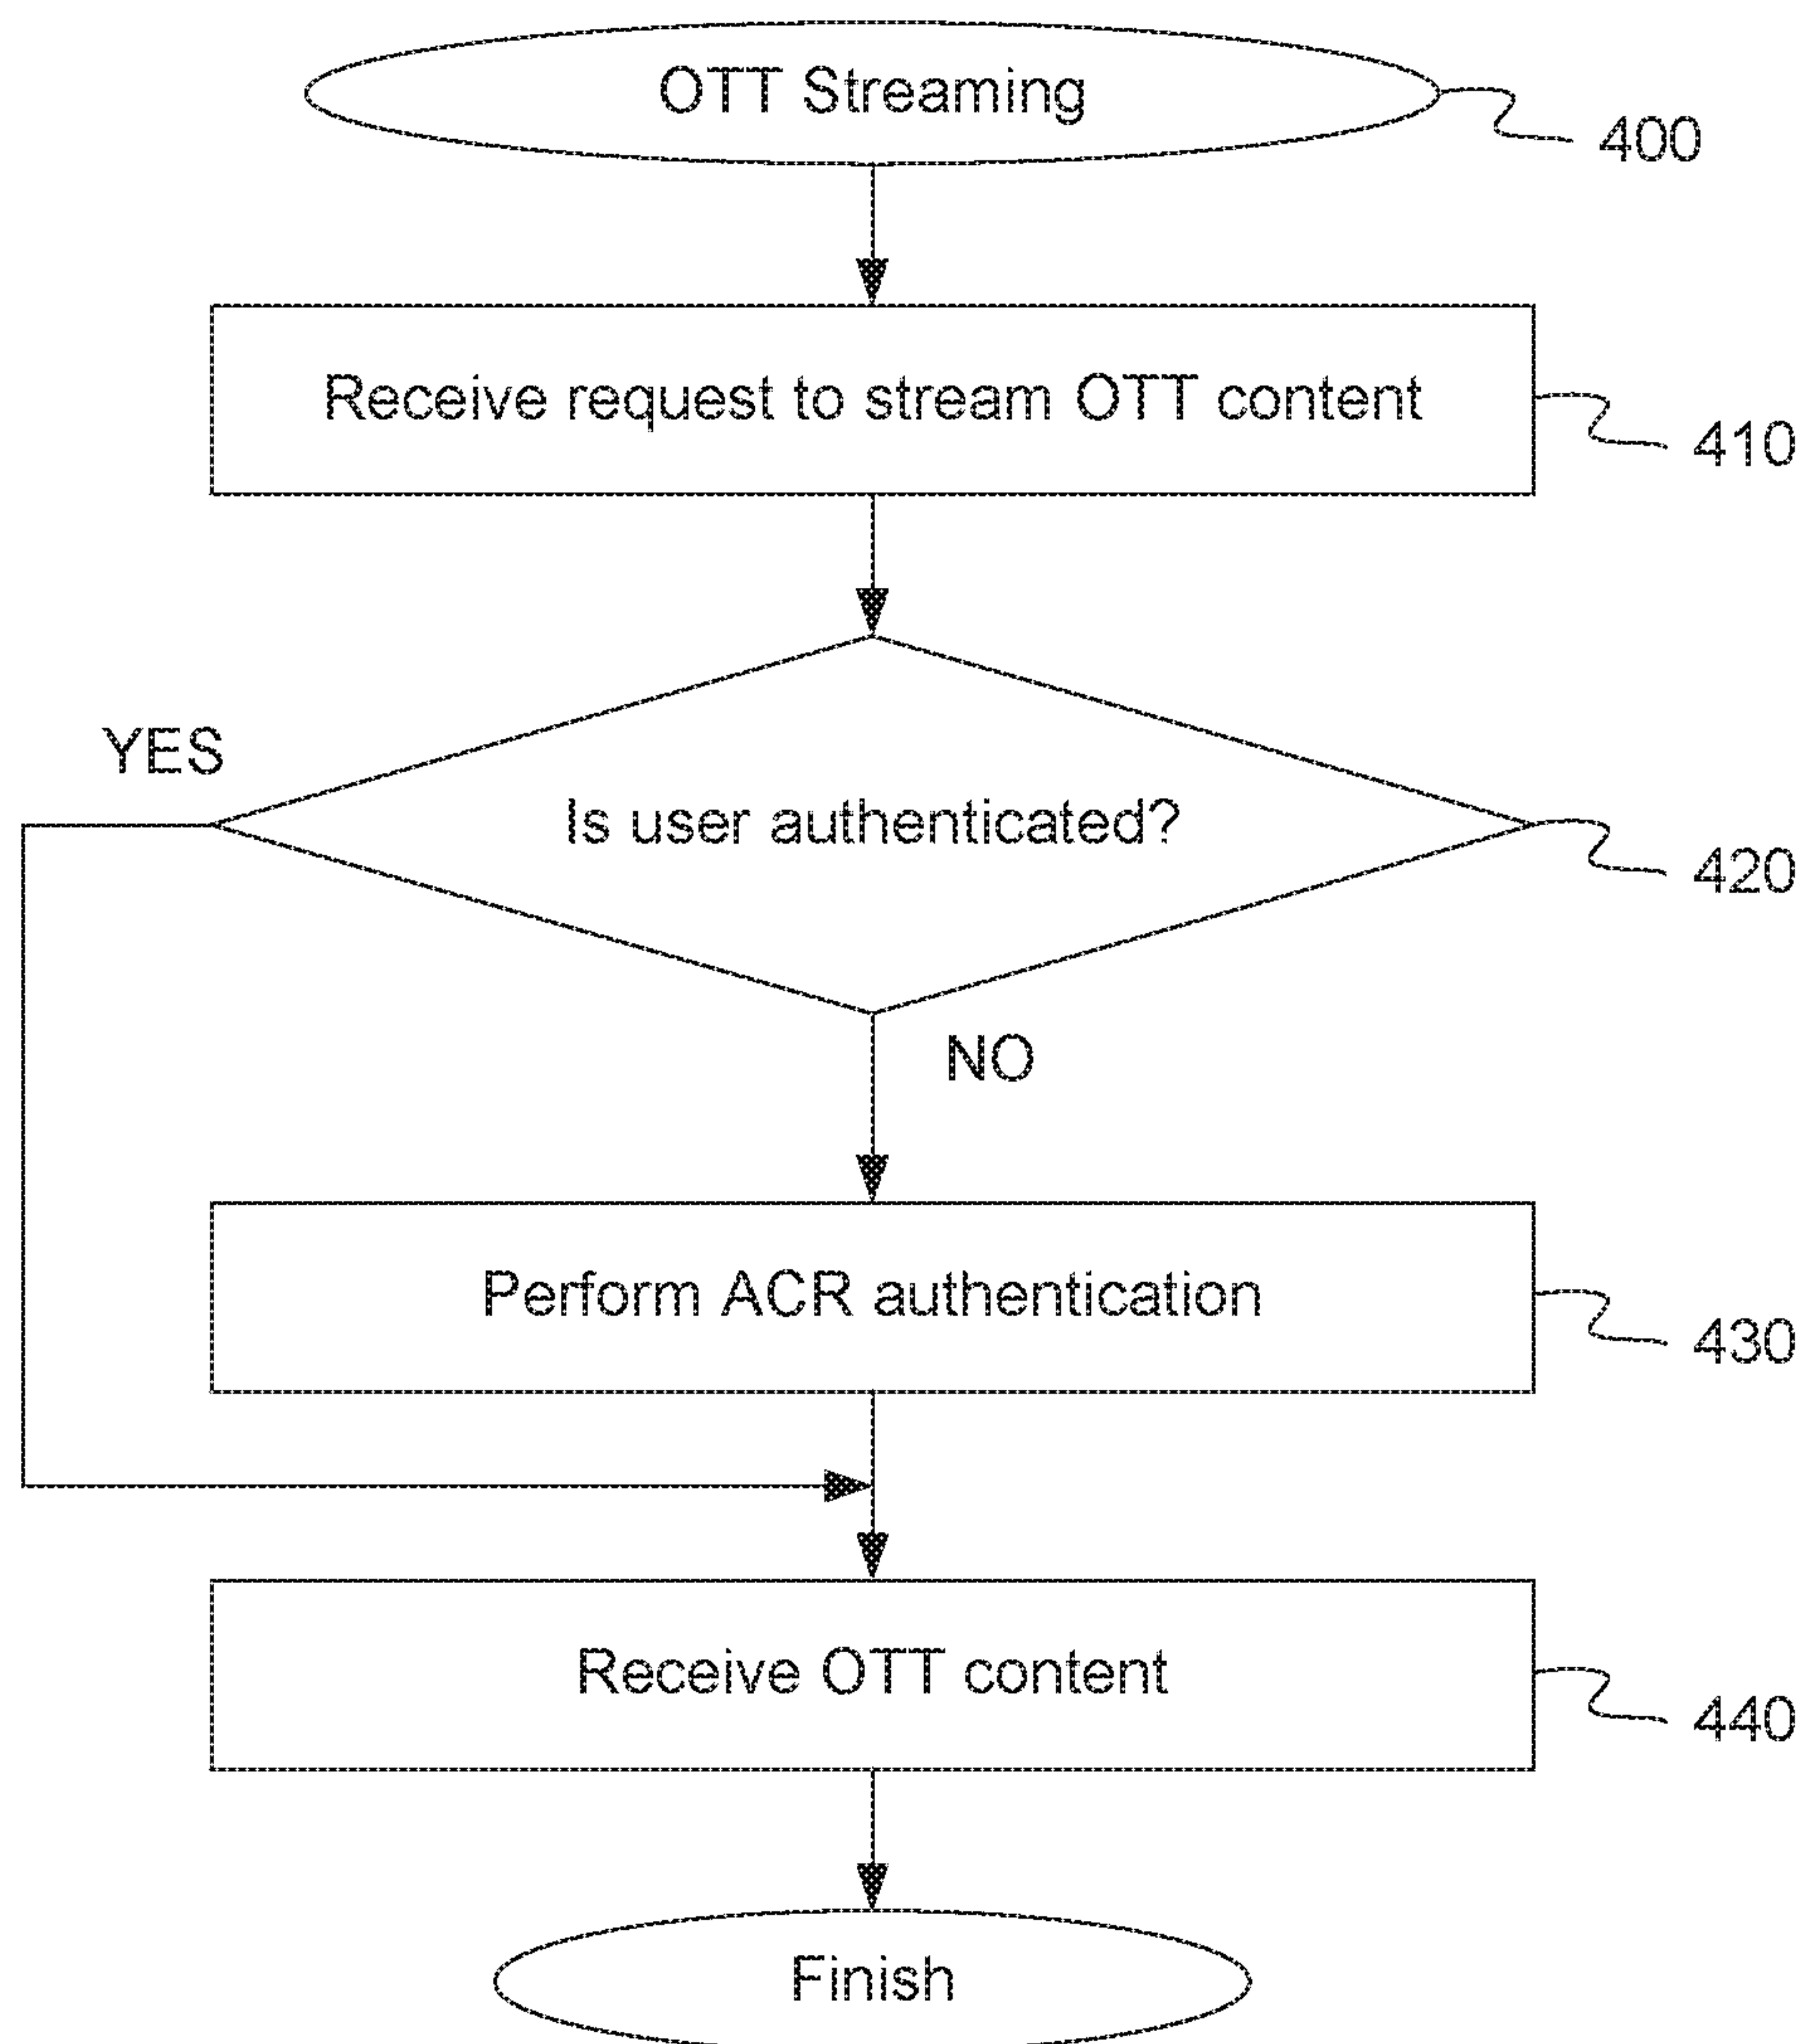 OTT Streaming
400
Receive request to stream OTT content
410
YES
Is user authenticated?
420
NO
Perform ACR authentication
430
Receive OTT content
440
Finish